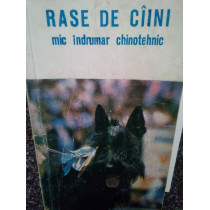 RASE DE CÎINI
mic îndrumar chinotehnic